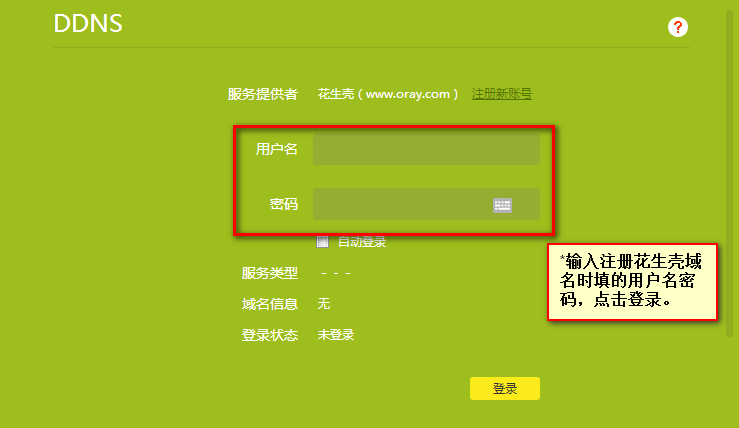 DDNS
?
服务提供者 花生壳（www.oray.com） 注册新账号
用户名
密码
自动登录
*输入注册花生壳域
名时填的用户名密
码，点击登录。
服务类型 ---
域名信息 无
登录状态 未登录
登录